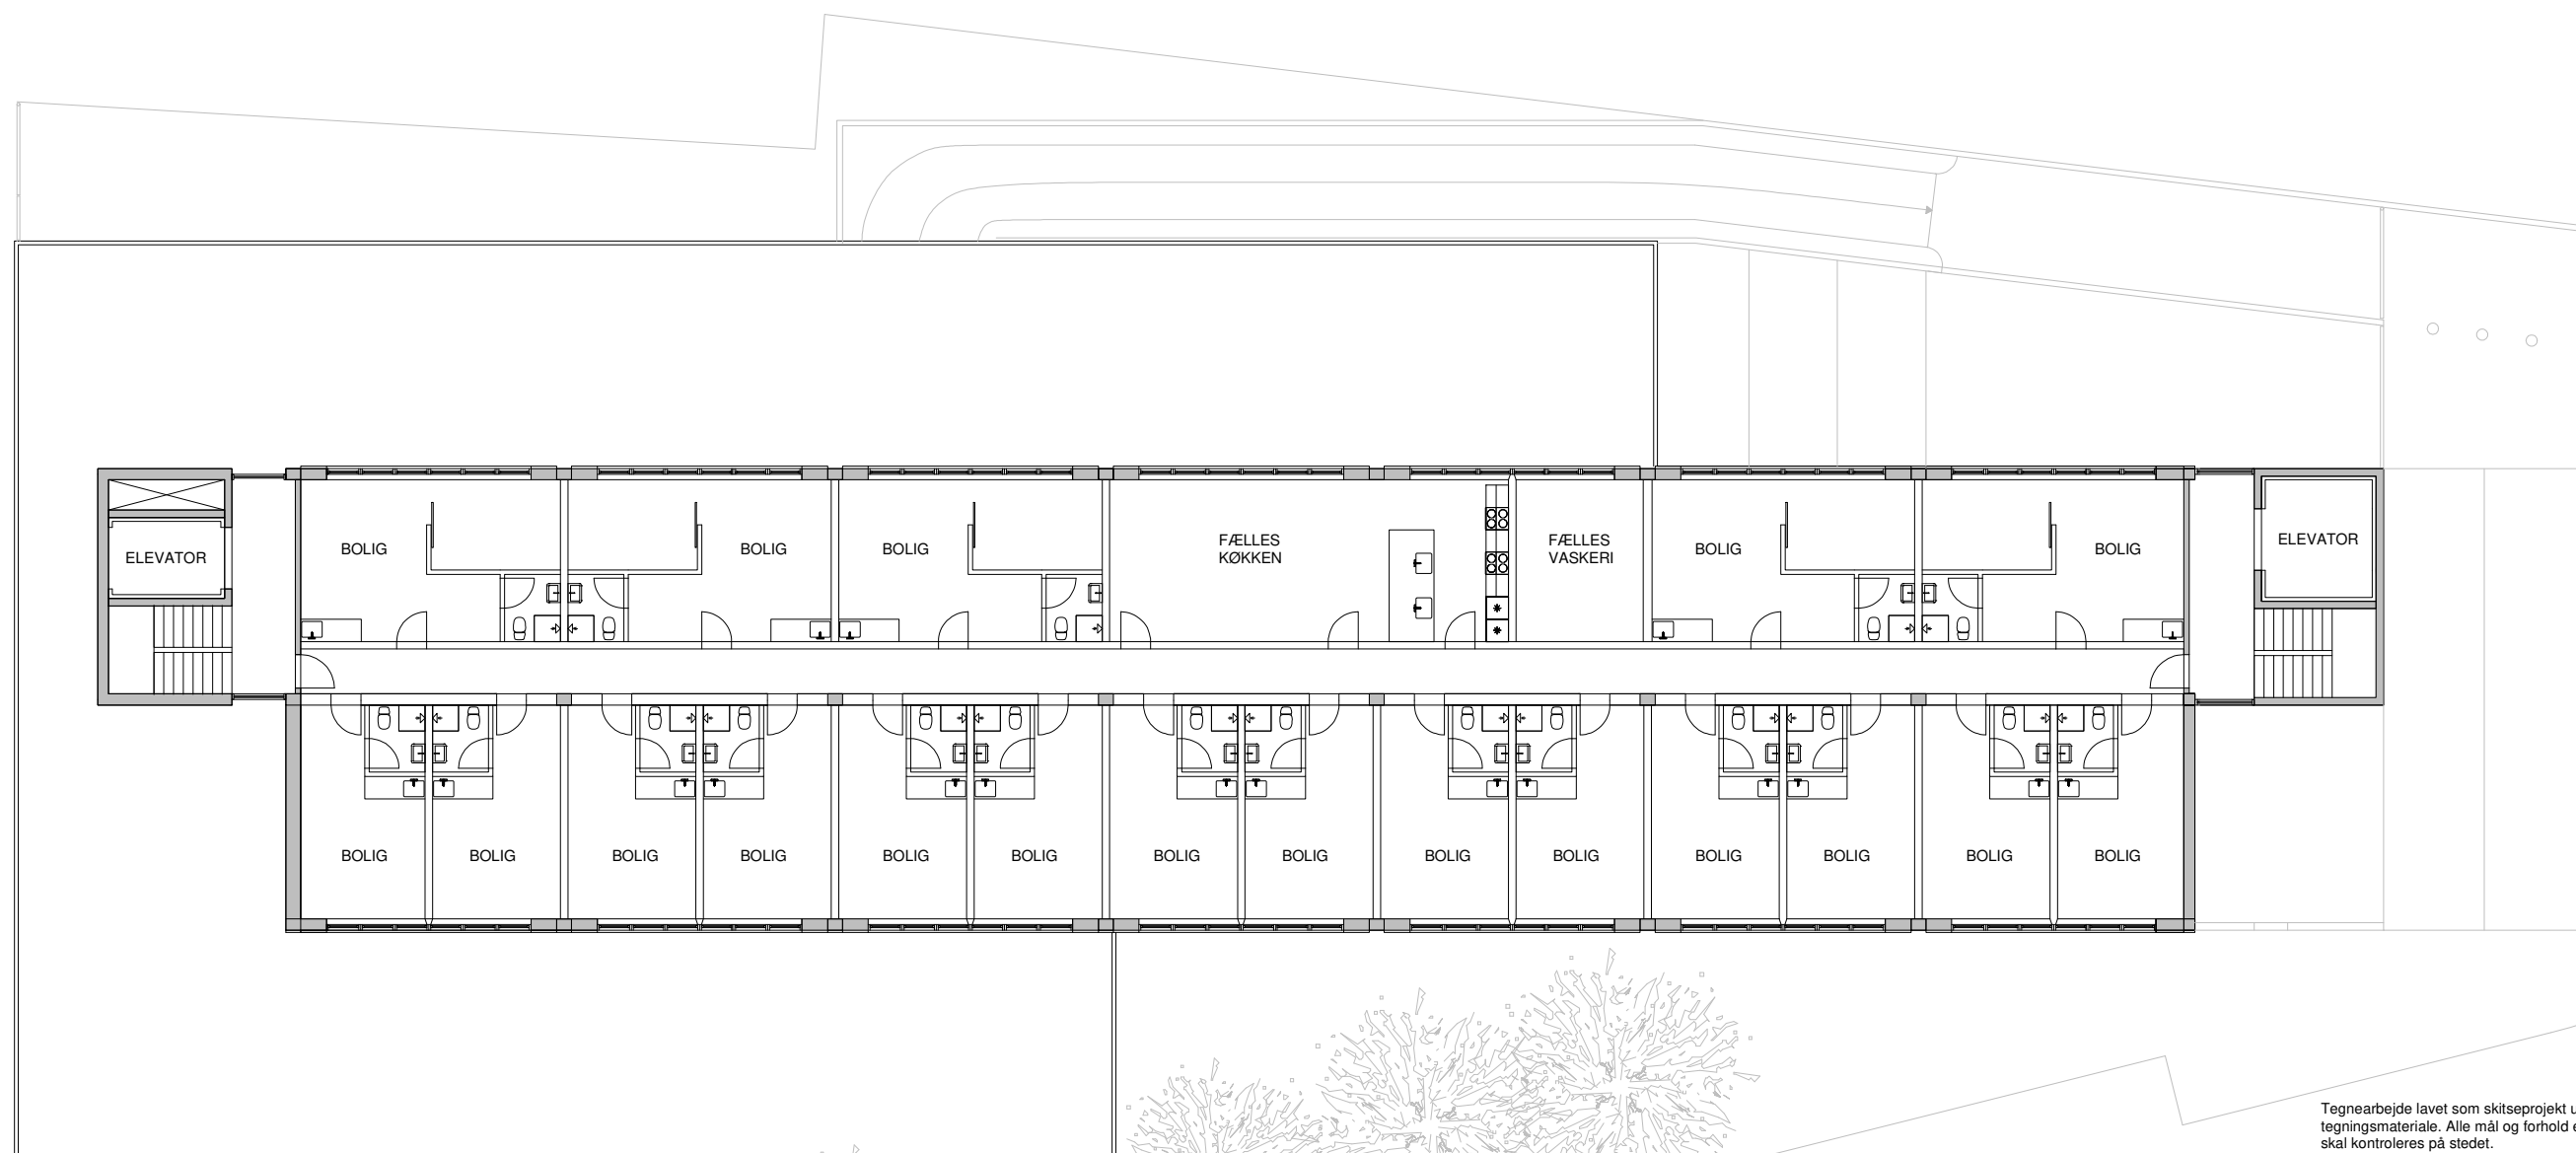 ELEVATOR
BOLIG
BOLIG
BOLIG
FÆLLES
KØKKEN
FÆLLES
VASKERI
BOLIG
BOLIG
ELEVATOR
BOLIG
BOLIG
BOLIG
BOLIG
BOLIG
BOLIG
BOLIG
BOLIG
BOLIG
BOLIG
BOLIG
BOLIG
BOLIG
BOLIG
Tegnearbejde lavet som skitseprojekt
tegningsmateriale. Alle mål og forhold
skal kontroleres på stedet.